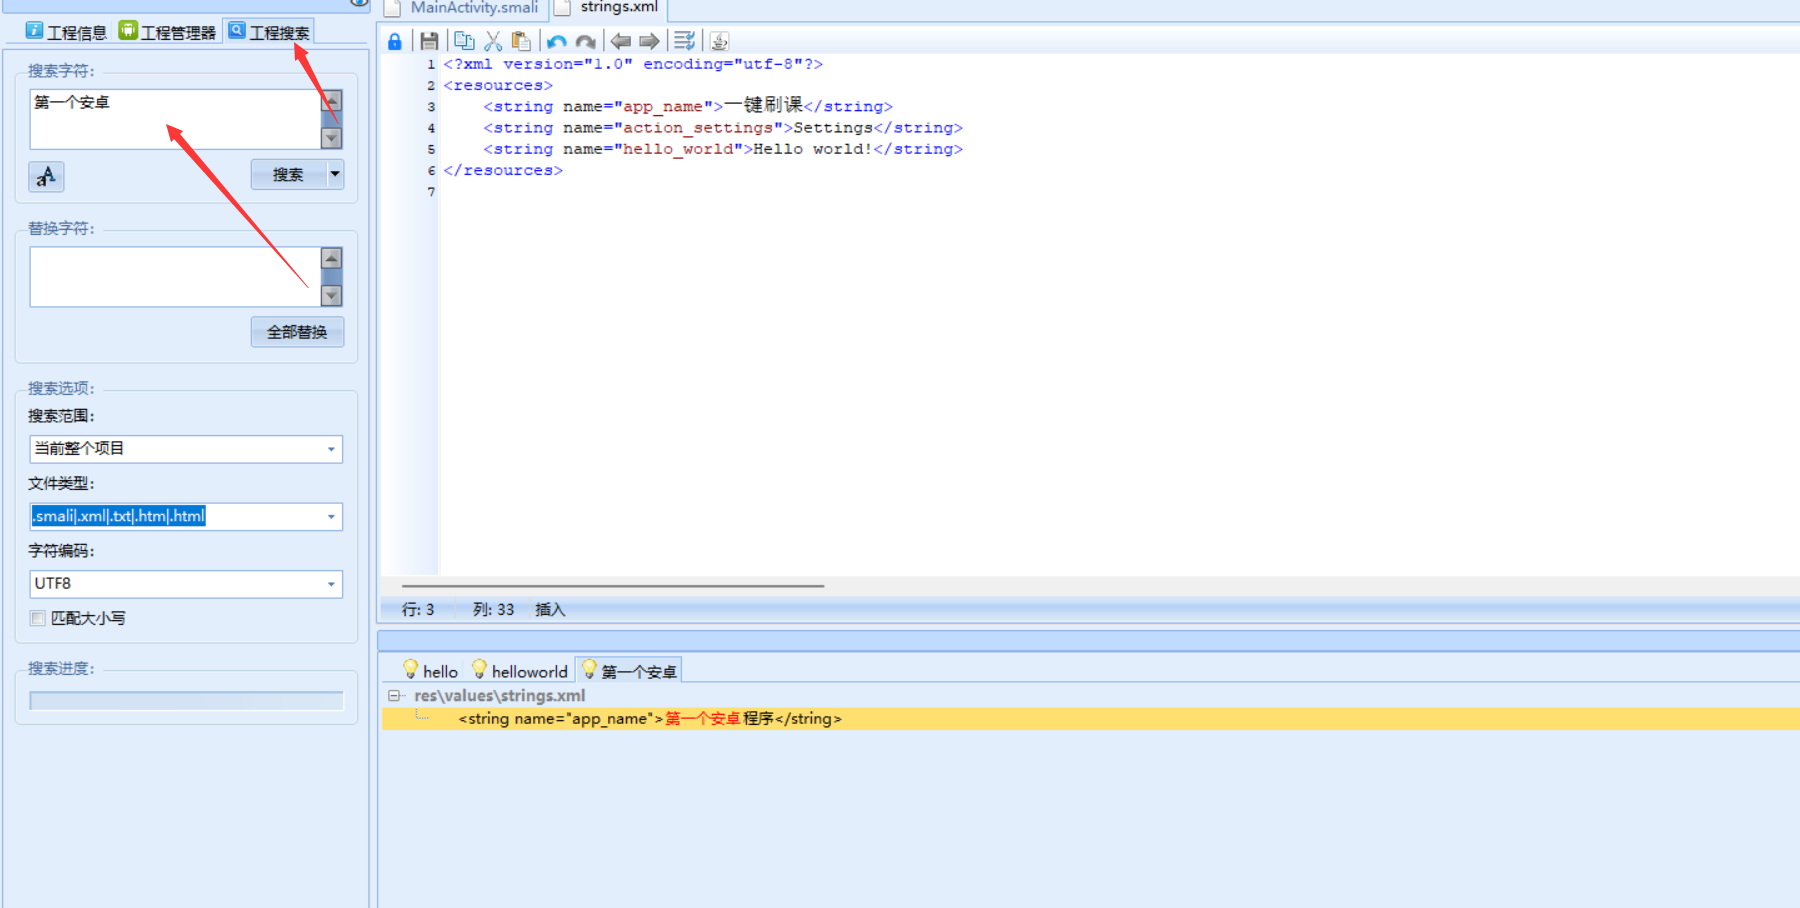 工程信息 工程管理器 工程搜索
搜索字符:
第一个安卓
aA
搜索
替换字符:
全部替换
搜索选项:
搜索范围:
当前整个项目
文件类型:
.smali|.xml|.txt|.htm|.html
字符编码:
UTF8
匹配大小写
搜索进度:
MainActivity.smali strings.xml
1 <?xml version="1.0" encoding="utf-8"?>
2 <resources>
3 <string name="app_name">一键刷课</string>
4 <string name="action_settings">Settings</string>
5 <string name="hello_world">Hello world!</string>
6 </resources>
7
行: 3 列: 33 插入
hello helloworld 第一个安卓
res\values\strings.xml
<string name="app_name">第一个安卓程序</string>